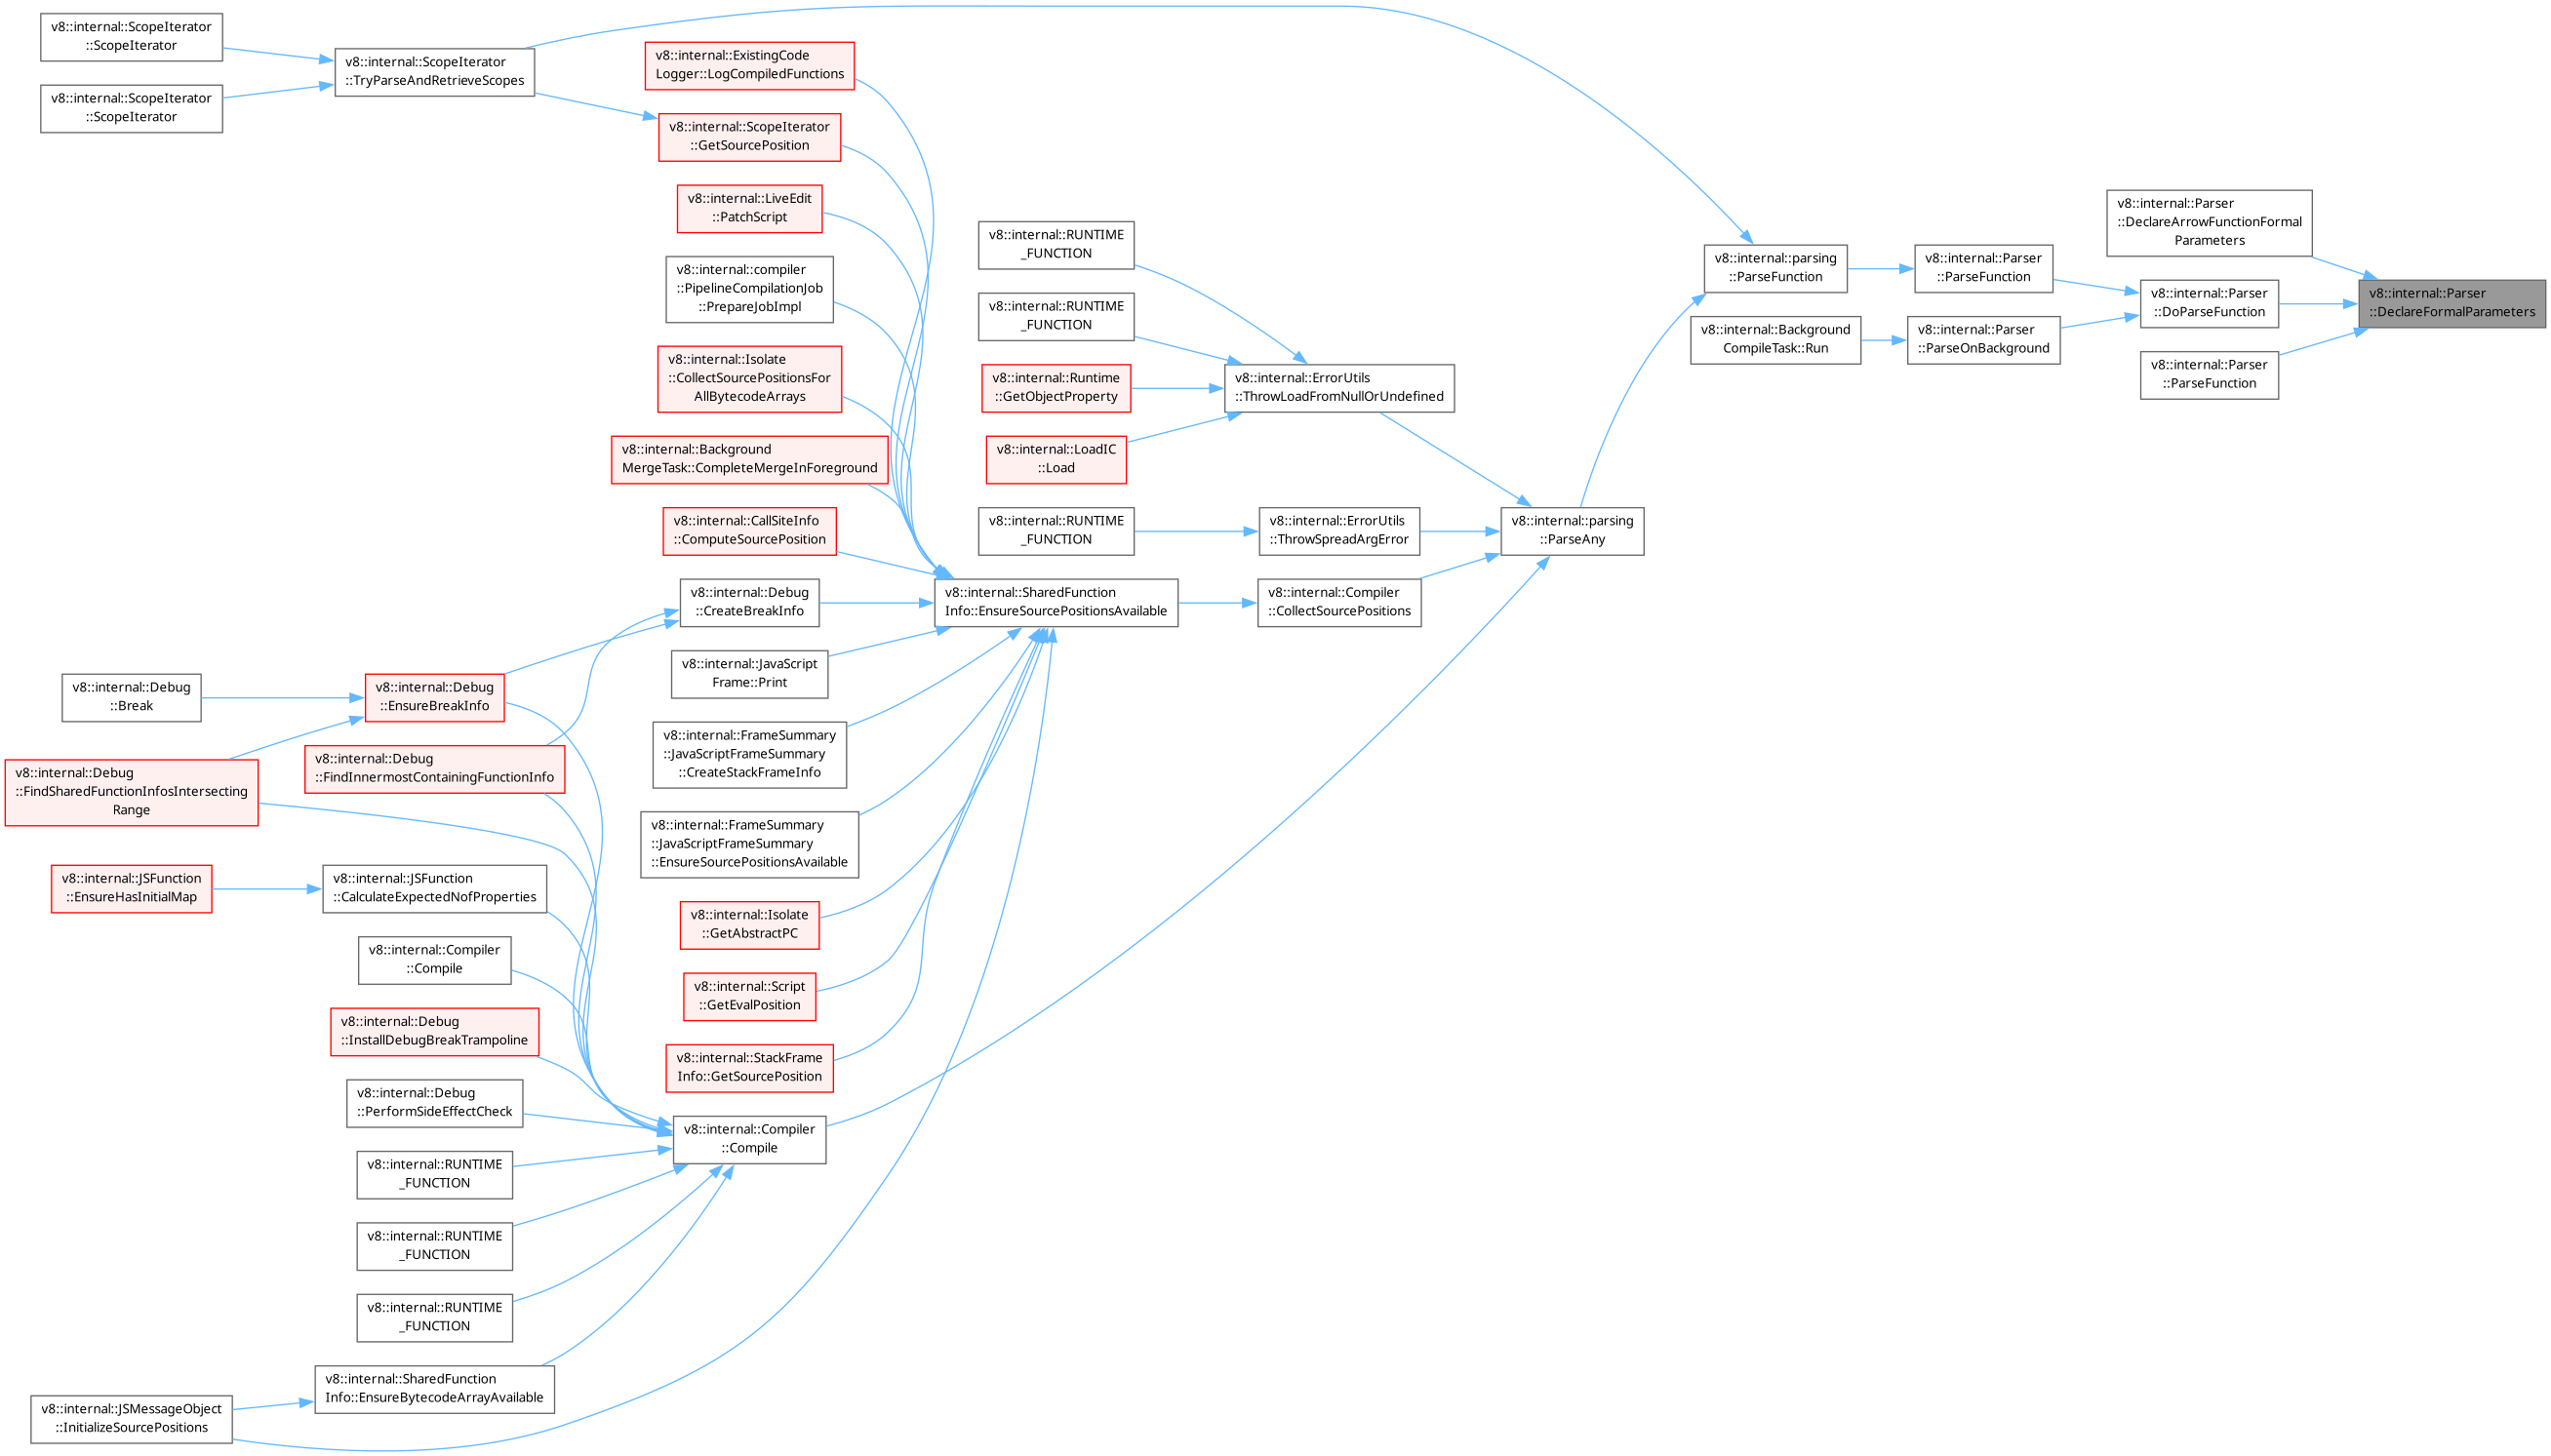 v8::internal::ScopeIterator
::ScopeIterator
v8::internal::ScopeIterator
::ScopeIterator
v8::internal::ScopeIterator
::TryParseAndRetrieveScopes
v8::internal::ExistingCode
Logger::LogCompiledFunctions
v8::internal::ScopeIterator
::GetSourcePosition
v8::internal::LiveEdit
::PatchScript
v8::internal::compiler
::PipelineCompilationJob
::PrepareJobImpl
v8::internal::Isolate
::CollectSourcePositionsFor
AllBytecodeArrays
v8::internal::Background
MergeTask::CompleteMergeInForeground
v8::internal::CallSiteInfo
::ComputeSourcePosition
v8::internal::Debug
::CreateBreakInfo
v8::internal::JavaScript
Frame::Print
v8::internal::FrameSummary
::JavaScriptFrameSummary
::CreateStackFrameInfo
v8::internal::FrameSummary
::JavaScriptFrameSummary
::EnsureSourcePositionsAvailable
v8::internal::Isolate
::GetAbstractPC
v8::internal::Script
::GetEvalPosition
v8::internal::StackFrame
Info::GetSourcePosition
v8::internal::Compiler
::Compile
v8::internal::Debug
::Break
v8::internal::Debug
::EnsureBreakInfo
v8::internal::Debug
::FindInnermostContainingFunctionInfo
v8::internal::Debug
::FindSharedFunctionInfosIntersecting
Range
v8::internal::JSFunction
::EnsureHasInitialMap
v8::internal::JSFunction
::CalculateExpectedNofProperties
v8::internal::Compiler
::Compile
v8::internal::Debug
::InstallDebugBreakTrampoline
v8::internal::Debug
::PerformSideEffectCheck
v8::internal::RUNTIME
_FUNCTION
v8::internal::RUNTIME
_FUNCTION
v8::internal::RUNTIME
_FUNCTION
v8::internal::SharedFunction
Info::EnsureBytecodeArrayAvailable
v8::internal::JSMessageObject
::InitializeSourcePositions
v8::internal::RUNTIME
_FUNCTION
v8::internal::RUNTIME
_FUNCTION
v8::internal::Runtime
::GetObjectProperty
v8::internal::LoadIC
::Load
v8::internal::RUNTIME
_FUNCTION
v8::internal::SharedFunction
Info::EnsureSourcePositionsAvailable
v8::internal::ErrorUtils
::ThrowLoadFromNullOrUndefined
v8::internal::ErrorUtils
::ThrowSpreadArgError
v8::internal::Compiler
::CollectSourcePositions
v8::internal::parsing
::ParseAny
v8::internal::parsing
::ParseFunction
v8::internal::Background
CompileTask::Run
v8::internal::Parser
::ParseFunction
v8::internal::Parser
::ParseOnBackground
v8::internal::Parser
::DeclareArrowFunctionFormal
Parameters
v8::internal::Parser
::DoParseFunction
v8::internal::Parser
::ParseFunction
v8::internal::Parser
::DeclareFormalParameters